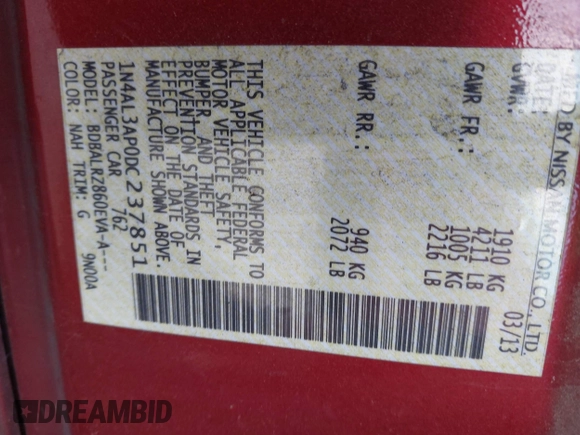 BY NISSAN MOTOR CO., LTD.
DATE: 03/13
GVWR: 1910 KG
4211 LB
GAWR FR.: 1005 KG
2216 LB
GAWR RR.: 940 KG
2072 LB
THIS VEHICLE CONFORMS TO
ALL APPLICABLE FEDERAL
MOTOR VEHICLE SAFETY,
BUMPER, AND THEFT
PREVENTION STANDARDS IN
EFFECT ON THE DATE OF
MANUFACTURE SHOWN ABOVE.
1N4AL3AP0DC237851
PASSENGER CAR 762
MODEL: BDBALR2860EVA-A---
COLOR: NAH TRIM: G 9N00A
DREAMBID